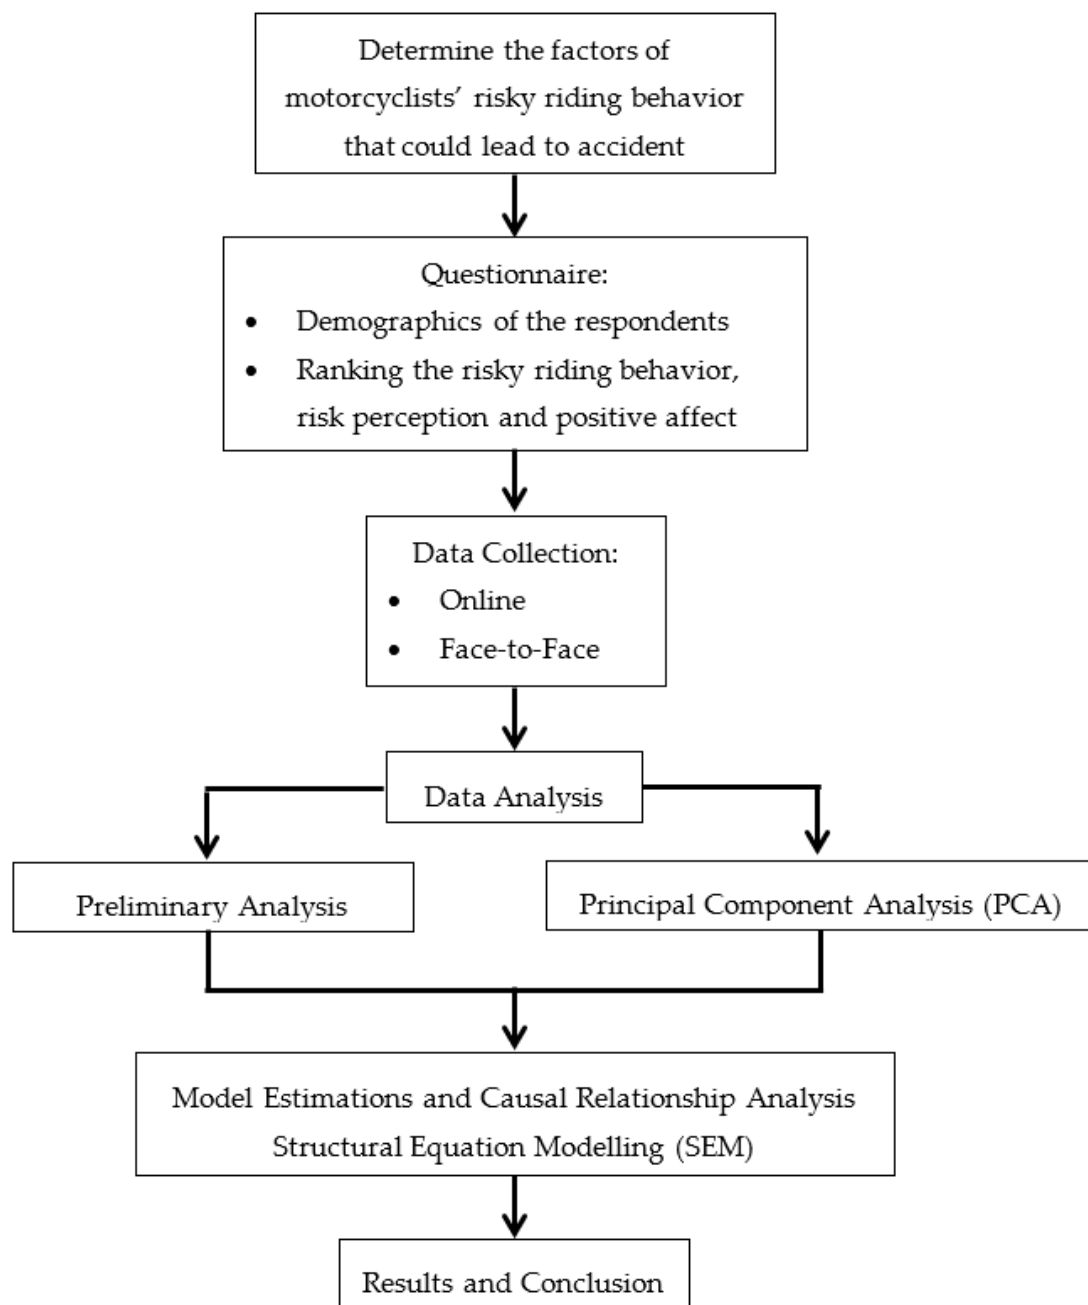 Determine the factors of
motorcyclists’ risky riding behavior
that could lead to accident
Questionnaire:
• Demographics of the respondents
• Ranking the risky riding behavior,
risk perception and positive affect
Data Collection:
• Online
• Face-to-Face
Data Analysis
Preliminary Analysis
Principal Component Analysis (PCA)
Model Estimations and Causal Relationship Analysis
Structural Equation Modelling (SEM)
Results and Conclusion